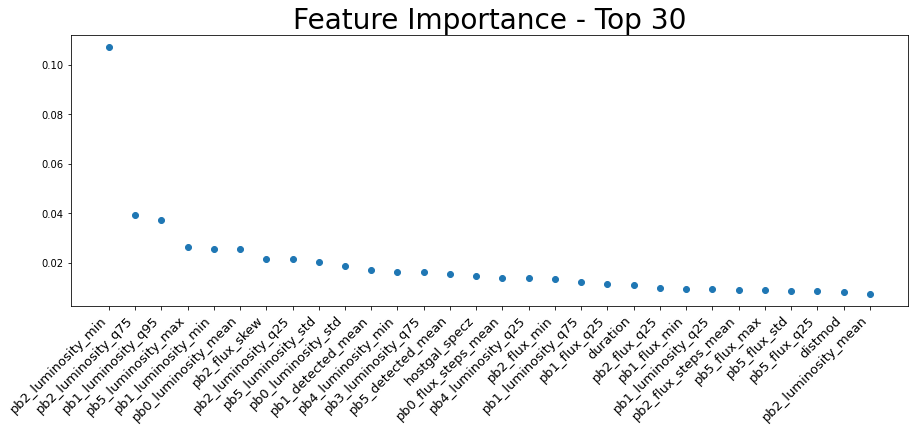 Feature Importance - Top 30
0.10
0.08
0.06
0.04
0.02
pb2_luminosity_min
pb2_luminosity_q75
pb1_luminosity_q95
pb5_luminosity_max
pb1_luminosity_min
pb0_luminosity_mean
pb2_flux_skew
pb2_luminosity_q25
pb5_luminosity_std
pb0_luminosity_std
pb1_detected_mean
pb4_luminosity_min
pb3_luminosity_q75
pb5_detected_mean
hostgal_specz
pb0_flux_steps_mean
pb4_luminosity_q25
pb2_flux_min
pb1_luminosity_q75
pb1_flux_q25
duration
pb2_flux_q25
pb1_flux_min
pb1_luminosity_q25
pb2_flux_steps_mean
pb5_flux_max
pb5_flux_std
pb5_flux_q25
distmod
pb2_luminosity_mean